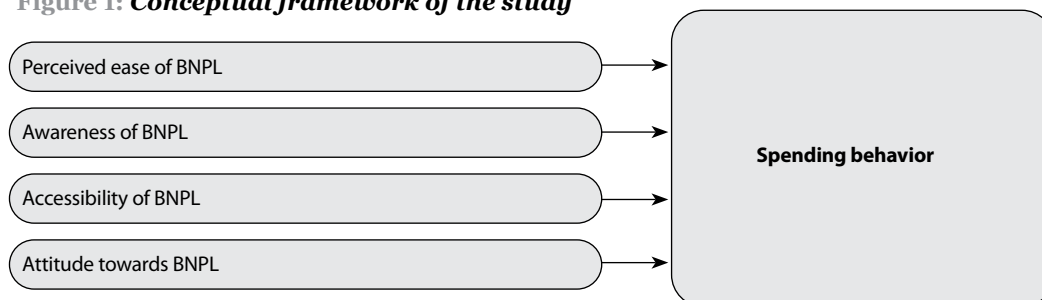 Figure 1: Conceptual framework of the study
Perceived ease of BNPL
Awareness of BNPL
Accessibility of BNPL
Attitude towards BNPL
Spending behavior